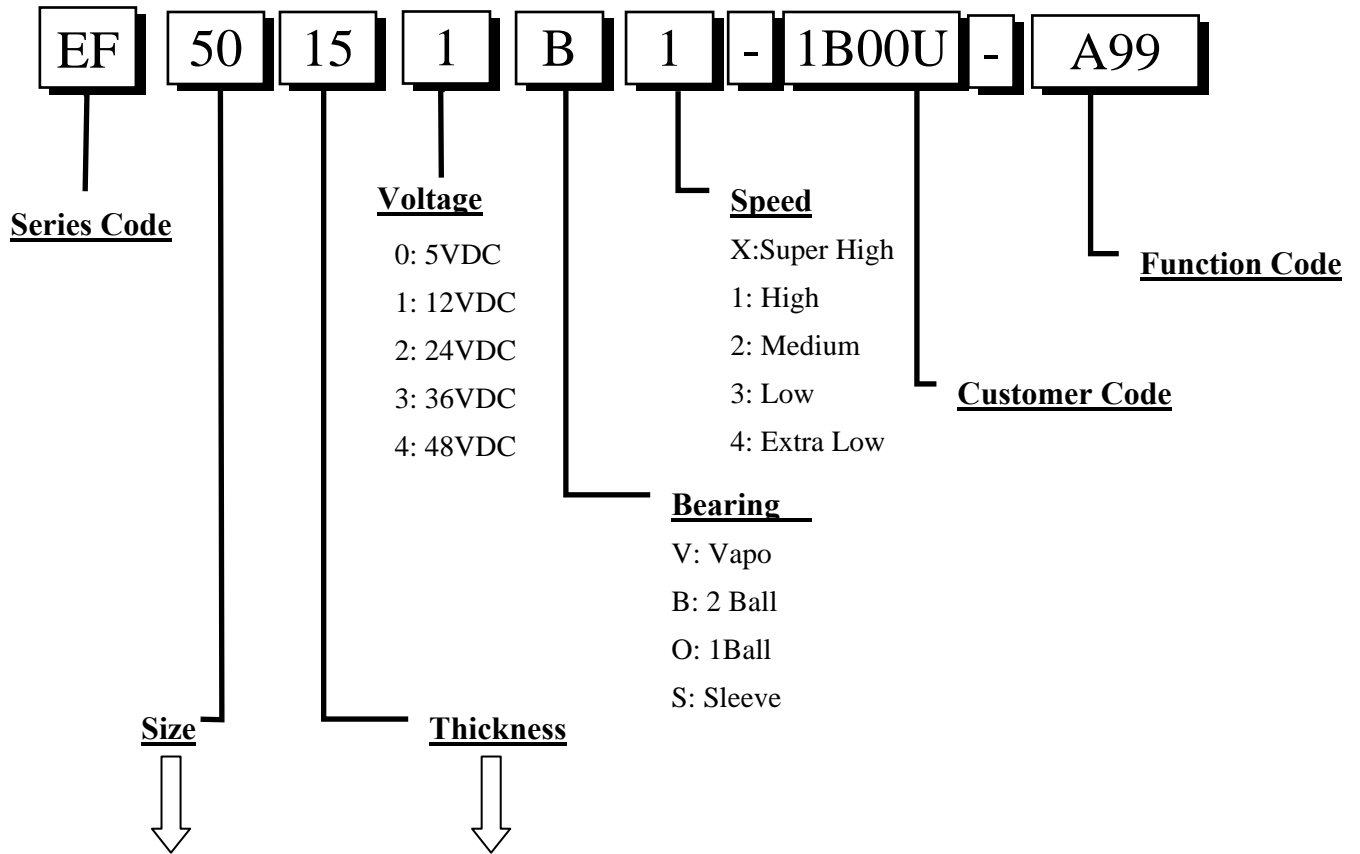 EF 50 15 1 B 1 - 1B00U - A99
Series Code
Voltage
0: 5VDC
1: 12VDC
2: 24VDC
3: 36VDC
4: 48VDC
Speed
X:Super High
1: High
2: Medium
3: Low
4: Extra Low
Function Code
Customer Code
Bearing
V: Vapo
B: 2 Ball
O: 1Ball
S: Sleeve
Size
Thickness